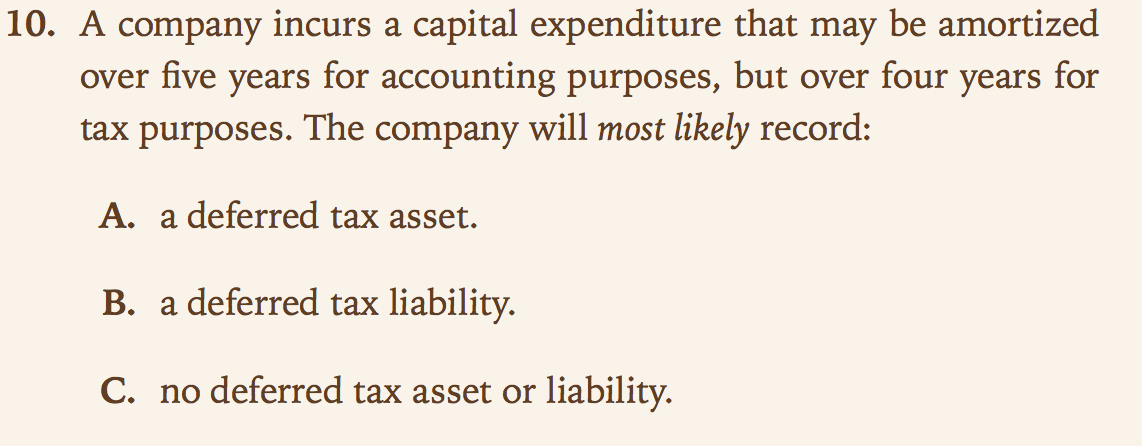 10. A company incurs a capital expenditure that may be amortized
over five years for accounting purposes, but over four years for
tax purposes. The company will most likely record:
A. a deferred tax asset.
B. a deferred tax liability.
C. no deferred tax asset or liability.